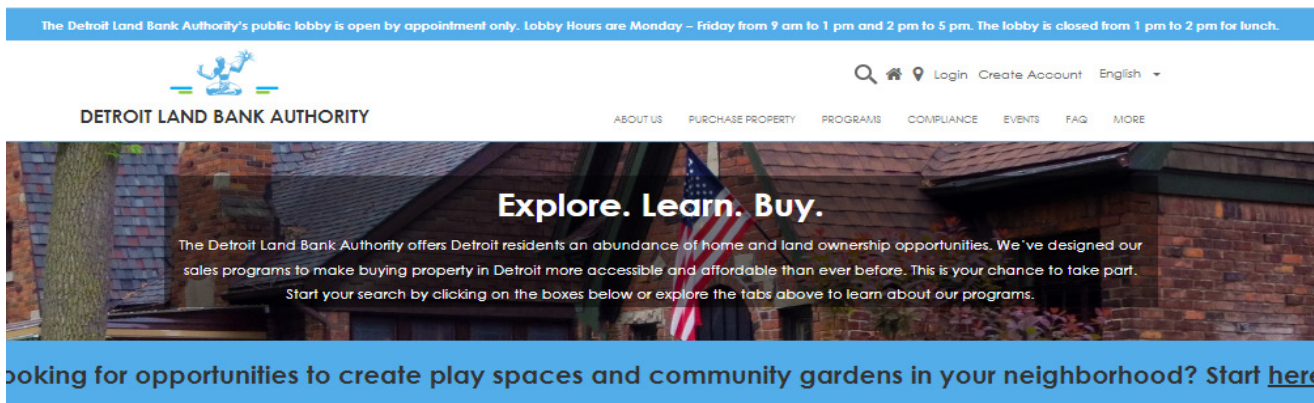 The Detroit Land Bank Authority's public lobby is open by appointment only. Lobby Hours are Monday – Friday from 9 am to 1 pm and 2 pm to 5 pm. The lobby is closed from 1 pm to 2 pm for lunch.
Login Create Account English
DETROIT LAND BANK AUTHORITY
ABOUT US PURCHASE PROPERTY PROGRAMS COMPLIANCE EVENTS FAQ MORE
Explore. Learn. Buy.
The Detroit Land Bank Authority offers Detroit residents an abundance of home and land ownership opportunities. We've designed our
sales programs to make buying property in Detroit more accessible and affordable than ever before. This is your chance to take part.
Start your search by clicking on the boxes below or explore the tabs above to learn about our programs.
ooking for opportunities to create play spaces and community gardens in your neighborhood? Start here